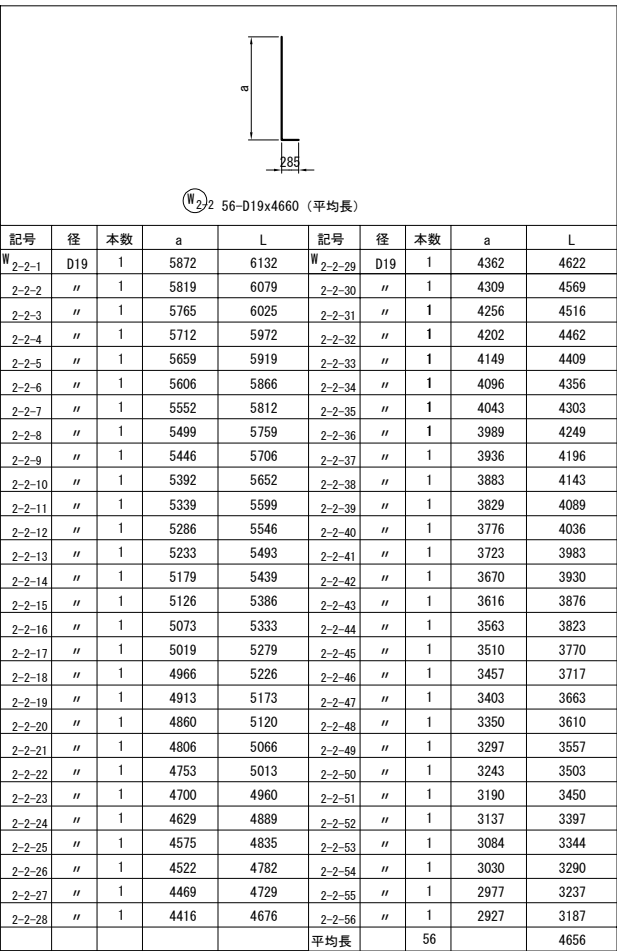 a
285
W2-2 56-D19x4660 (平均長)
記号 径 本数 a L 記号 径 本数 a L
W2-2-1 D19 1 5872 6132 W2-2-29 D19 1 4362 4622
2-2-2 〃 1 5819 6079 2-2-30 〃 1 4309 4569
2-2-3 〃 1 5765 6025 2-2-31 〃 1 4256 4516
2-2-4 〃 1 5712 5972 2-2-32 〃 1 4202 4462
2-2-5 〃 1 5659 5919 2-2-33 〃 1 4149 4409
2-2-6 〃 1 5606 5866 2-2-34 〃 1 4096 4356
2-2-7 〃 1 5552 5812 2-2-35 〃 1 4043 4303
2-2-8 〃 1 5499 5759 2-2-36 〃 1 3989 4249
2-2-9 〃 1 5446 5706 2-2-37 〃 1 3936 4196
2-2-10 〃 1 5392 5652 2-2-38 〃 1 3883 4143
2-2-11 〃 1 5339 5599 2-2-39 〃 1 3829 4089
2-2-12 〃 1 5286 5546 2-2-40 〃 1 3776 4036
2-2-13 〃 1 5233 5493 2-2-41 〃 1 3723 3983
2-2-14 〃 1 5179 5439 2-2-42 〃 1 3670 3930
2-2-15 〃 1 5126 5386 2-2-43 〃 1 3616 3876
2-2-16 〃 1 5073 5333 2-2-44 〃 1 3563 3823
2-2-17 〃 1 5019 5279 2-2-45 〃 1 3510 3770
2-2-18 〃 1 4966 5226 2-2-46 〃 1 3457 3717
2-2-19 〃 1 4913 5173 2-2-47 〃 1 3403 3663
2-2-20 〃 1 4860 5120 2-2-48 〃 1 3350 3610
2-2-21 〃 1 4806 5066 2-2-49 〃 1 3297 3557
2-2-22 〃 1 4753 5013 2-2-50 〃 1 3243 3503
2-2-23 〃 1 4700 4960 2-2-51 〃 1 3190 3450
2-2-24 〃 1 4629 4889 2-2-52 〃 1 3137 3397
2-2-25 〃 1 4575 4835 2-2-53 〃 1 3084 3344
2-2-26 〃 1 4522 4782 2-2-54 〃 1 3030 3290
2-2-27 〃 1 4469 4729 2-2-55 〃 1 2977 3237
2-2-28 〃 1 4416 4676 2-2-56 〃 1 2927 3187
平均長 56 4656